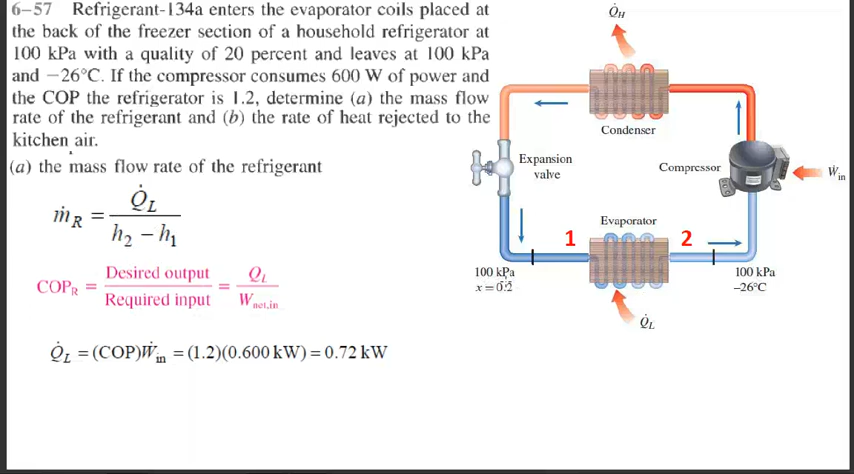 6–57 Refrigerant-134a enters the evaporator coils placed at
the back of the freezer section of a household refrigerator at
100 kPa with a quality of 20 percent and leaves at 100 kPa
and −26°C. If the compressor consumes 600 W of power and
the COP the refrigerator is 1.2, determine (a) the mass flow
rate of the refrigerant and (b) the rate of heat rejected to the
kitchen air.
(a) the mass flow rate of the refrigerant
ṁR = Q̇L / (h2 − h1)
COPR = Desired output / Required input = QL / Wnet,in
Q̇L = (COP)Ẇin = (1.2)(0.600 kW) = 0.72 kW
Q̇H
Condenser
Expansion
valve
Compressor
Ẇin
Evaporator
1
2
100 kPa
x = 0.2
100 kPa
−26°C
Q̇L